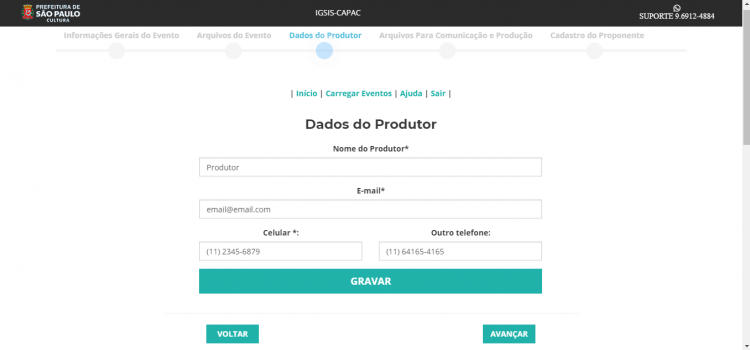 PREFEITURA DE
SÃO PAULO
CULTURA
IGSIS-CAPAC
SUPORTE 9.6912-4884
Informações Gerais do Evento Arquivos do Evento Dados do Produtor Arquivos Para Comunicação e Produção Cadastro do Proponente
| Início | Carregar Eventos | Ajuda | Sair |
Dados do Produtor
Nome do Produtor*
Produtor
E-mail*
email@email.com
Celular *: Outro telefone:
(11) 2345-6879 (11) 64165-4165
GRAVAR
VOLTAR AVANÇAR